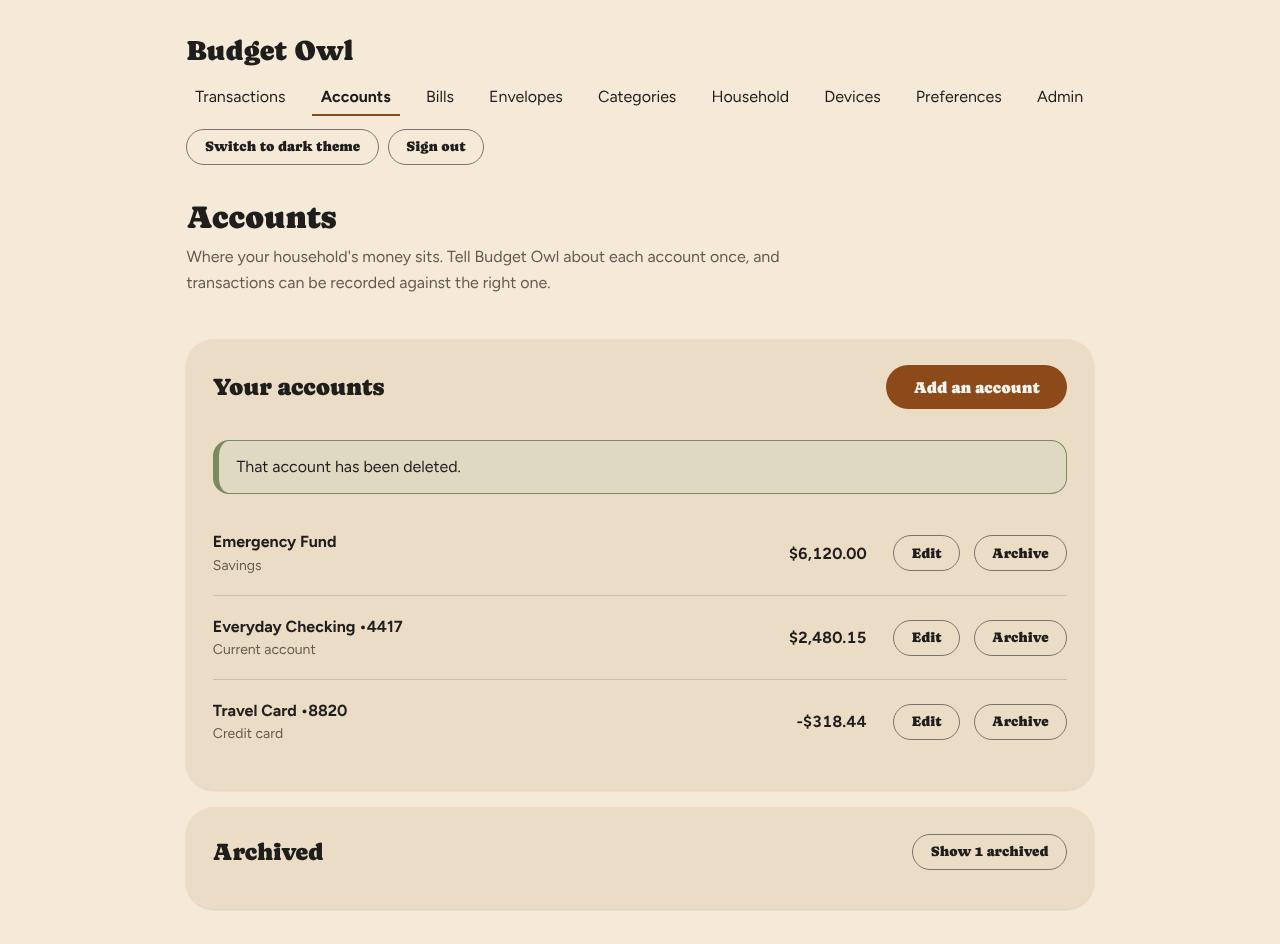 Budget Owl
Transactions Accounts Bills Envelopes Categories Household Devices Preferences Admin
Switch to dark theme Sign out
Accounts
Where your household's money sits. Tell Budget Owl about each account once, and
transactions can be recorded against the right one.
Your accounts Add an account
That account has been deleted.
Emergency Fund
Savings
$6,120.00 Edit Archive
Everyday Checking •4417
Current account
$2,480.15 Edit Archive
Travel Card •8820
Credit card
-$318.44 Edit Archive
Archived Show 1 archived